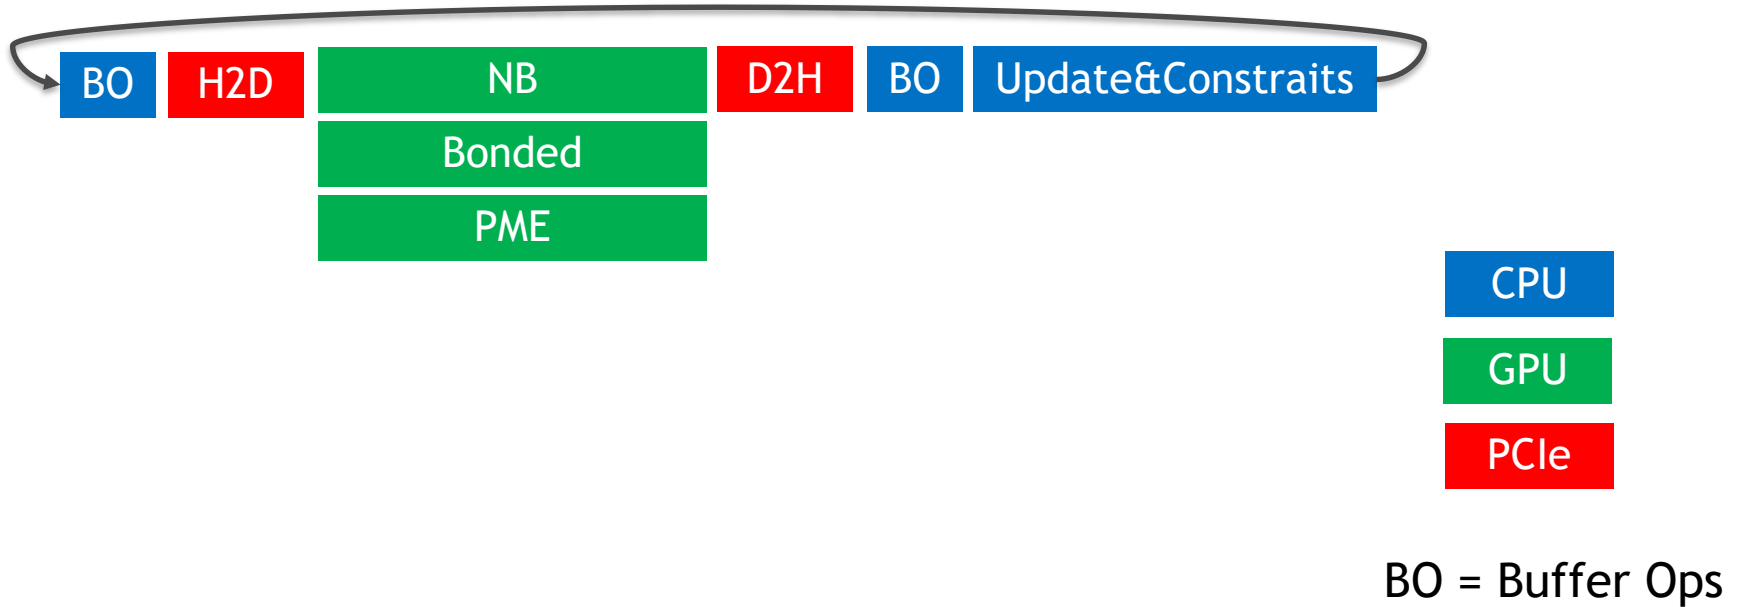 BO H2D NB D2H BO Update&Constraits
Bonded
PME
CPU
GPU
PCIe
BO = Buffer Ops